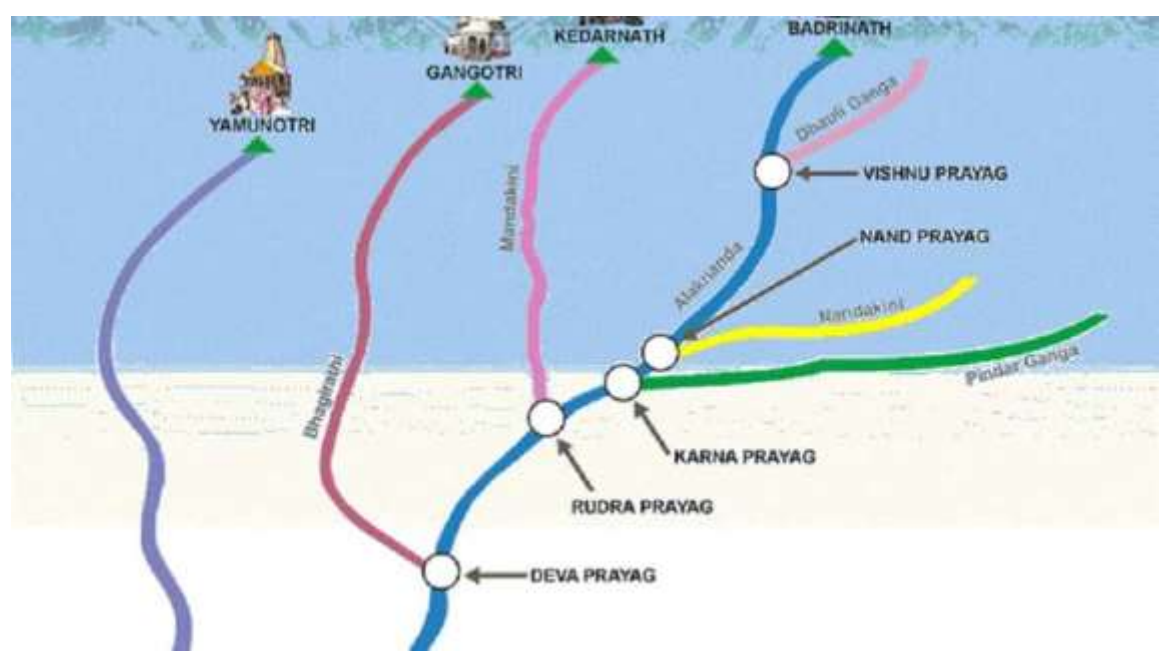 KEDARNATH
BADRINATH
GANGOTRI
YAMUNOTRI
Dhauli Ganga
VISHNU PRAYAG
Mandakini
NAND PRAYAG
Alaknanda
Nandakini
Pindar Ganga
Bhagirathi
KARNA PRAYAG
RUDRA PRAYAG
DEVA PRAYAG